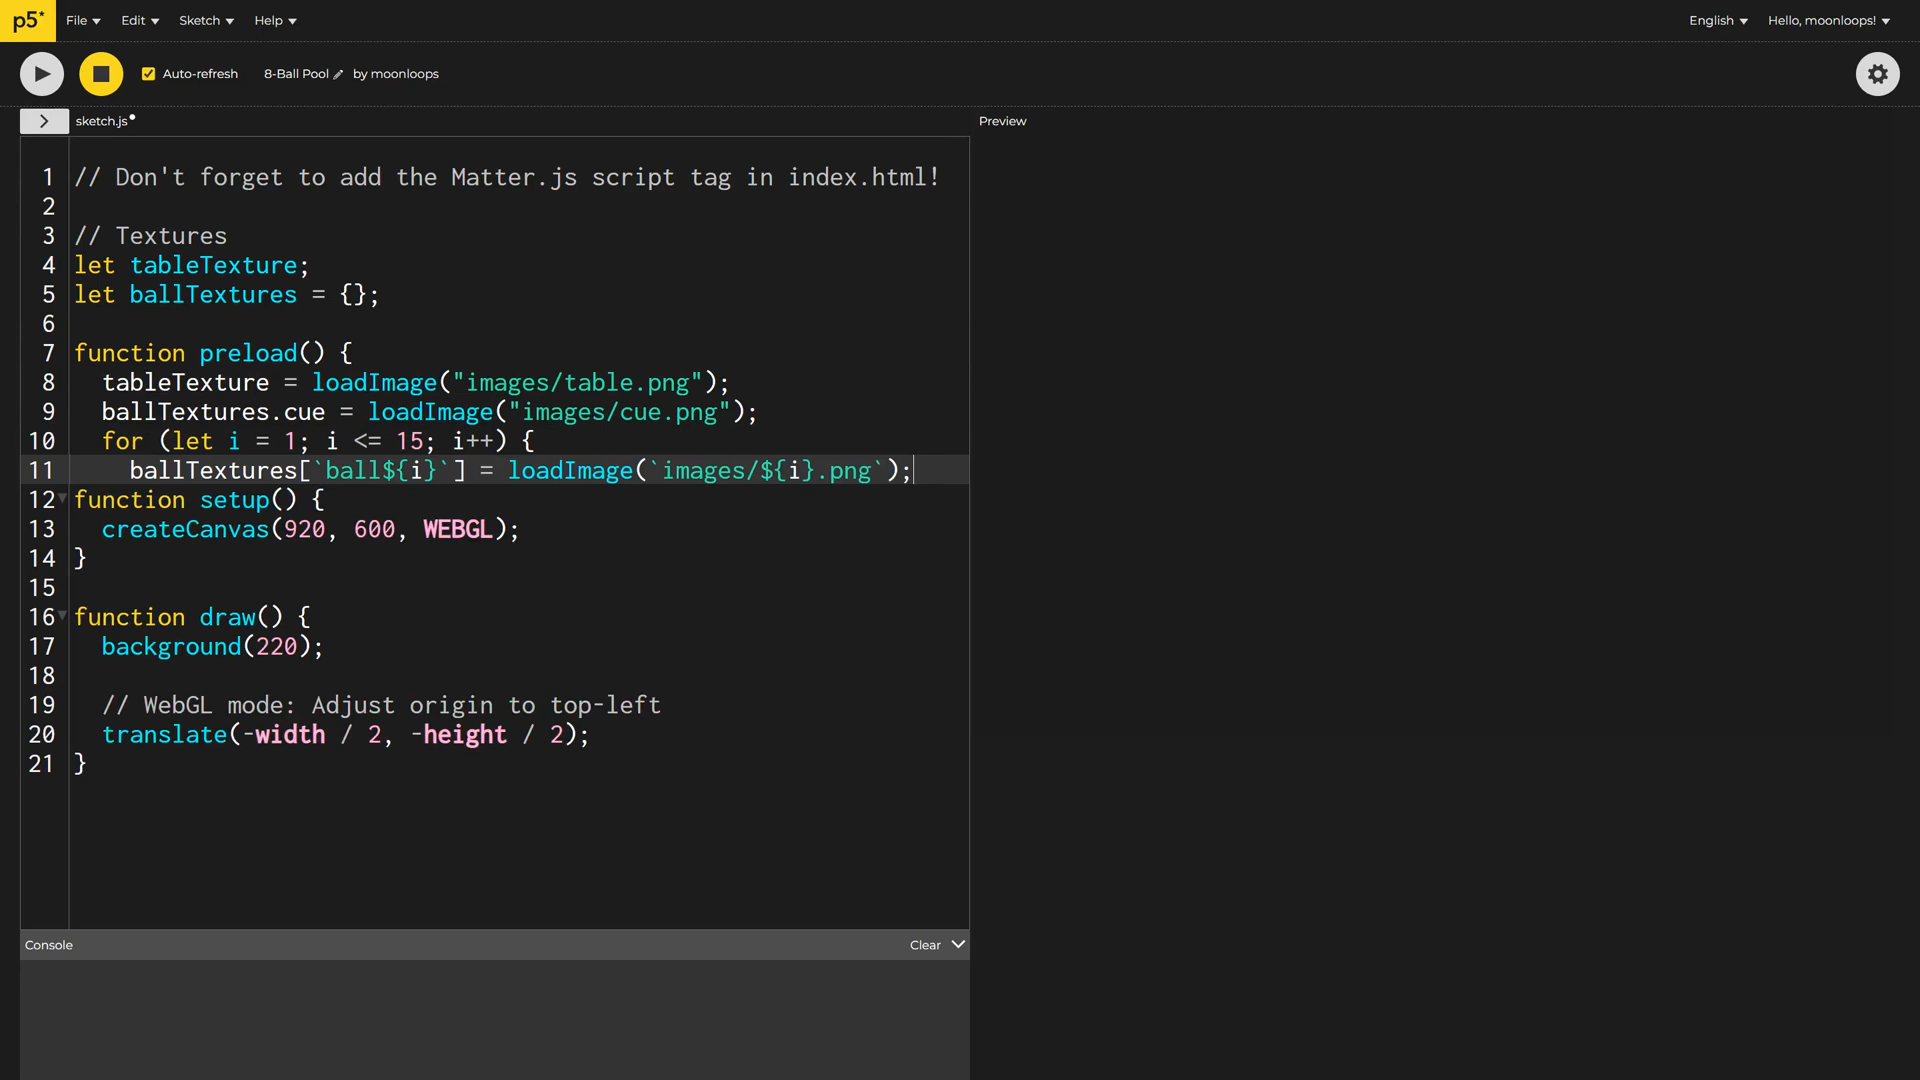 p5* File Edit Sketch Help English Hello, moonloops!
Auto-refresh 8-Ball Pool by moonloops
sketch.js
Preview
1 // Don't forget to add the Matter.js script tag in index.html!
2
3 // Textures
4 let tableTexture;
5 let ballTextures = {};
6
7 function preload() {
8 tableTexture = loadImage("images/table.png");
9 ballTextures.cue = loadImage("images/cue.png");
10 for (let i = 1; i <= 15; i++) {
11 ballTextures[`ball${i}`] = loadImage(`images/${i}.png`);
12 function setup() {
13 createCanvas(920, 600, WEBGL);
14 }
15
16 function draw() {
17 background(220);
18
19 // WebGL mode: Adjust origin to top-left
20 translate(-width / 2, -height / 2);
21 }
Console Clear